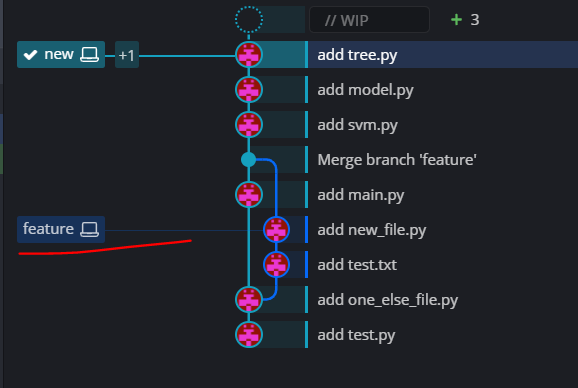 // WIP + 3
new +1 add tree.py
add model.py
add svm.py
Merge branch 'feature'
add main.py
feature add new_file.py
add test.txt
add one_else_file.py
add test.py